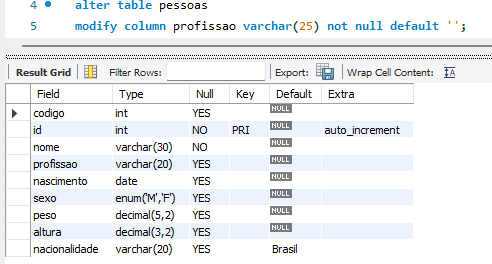 4 alter table pessoas
5 modify column profissao varchar(25) not null default '';
Result Grid Filter Rows: Export: Wrap Cell Content: IA
Field Type Null Key Default Extra
codigo int YES NULL
id int NO PRI NULL auto_increment
nome varchar(30) NO NULL
profissao varchar(20) YES NULL
nascimento date YES NULL
sexo enum('M','F') YES NULL
peso decimal(5,2) YES NULL
altura decimal(3,2) YES NULL
nacionalidade varchar(20) YES Brasil